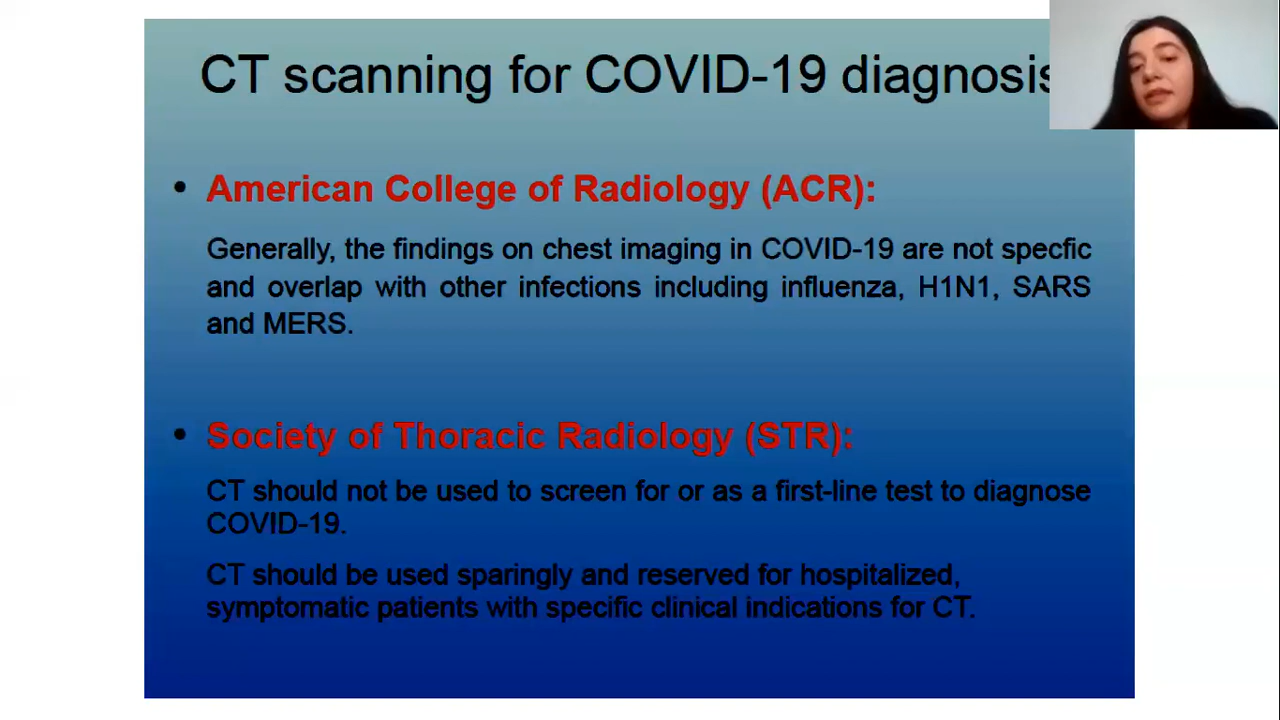 CT scanning for COVID-19 diagnosis
• American College of Radiology (ACR):
Generally, the findings on chest imaging in COVID-19 are not specfic
and overlap with other infections including influenza, H1N1, SARS
and MERS.
• Society of Thoracic Radiology (STR):
CT should not be used to screen for or as a first-line test to diagnose
COVID-19.
CT should be used sparingly and reserved for hospitalized,
symptomatic patients with specific clinical indications for CT.